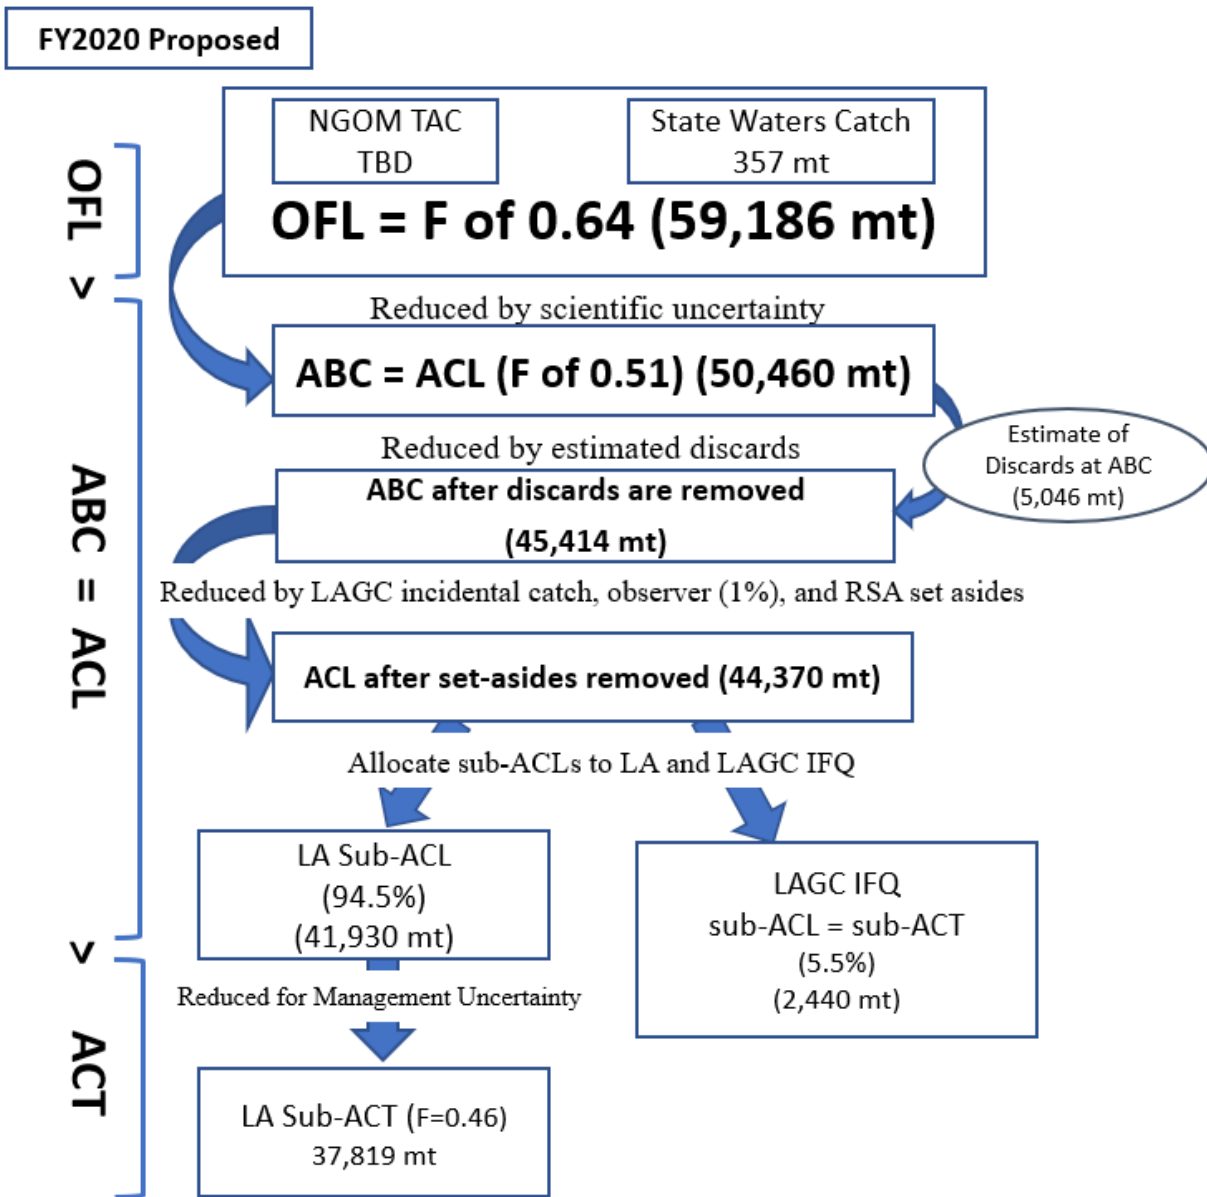 FY2020 Proposed
NGOM TAC
TBD
State Waters Catch
357 mt
OFL = F of 0.64 (59,186 mt)
OFL > ABC = ACL > ACT
Reduced by scientific uncertainty
ABC = ACL (F of 0.51) (50,460 mt)
Estimate of
Discards at ABC
(5,046 mt)
Reduced by estimated discards
ABC after discards are removed
(45,414 mt)
Reduced by LAGC incidental catch, observer (1%), and RSA set asides
ACL after set-asides removed (44,370 mt)
Allocate sub-ACLs to LA and LAGC IFQ
LA Sub-ACL
(94.5%)
(41,930 mt)
LAGC IFQ
sub-ACL = sub-ACT
(5.5%)
(2,440 mt)
Reduced for Management Uncertainty
LA Sub-ACT (F=0.46)
37,819 mt